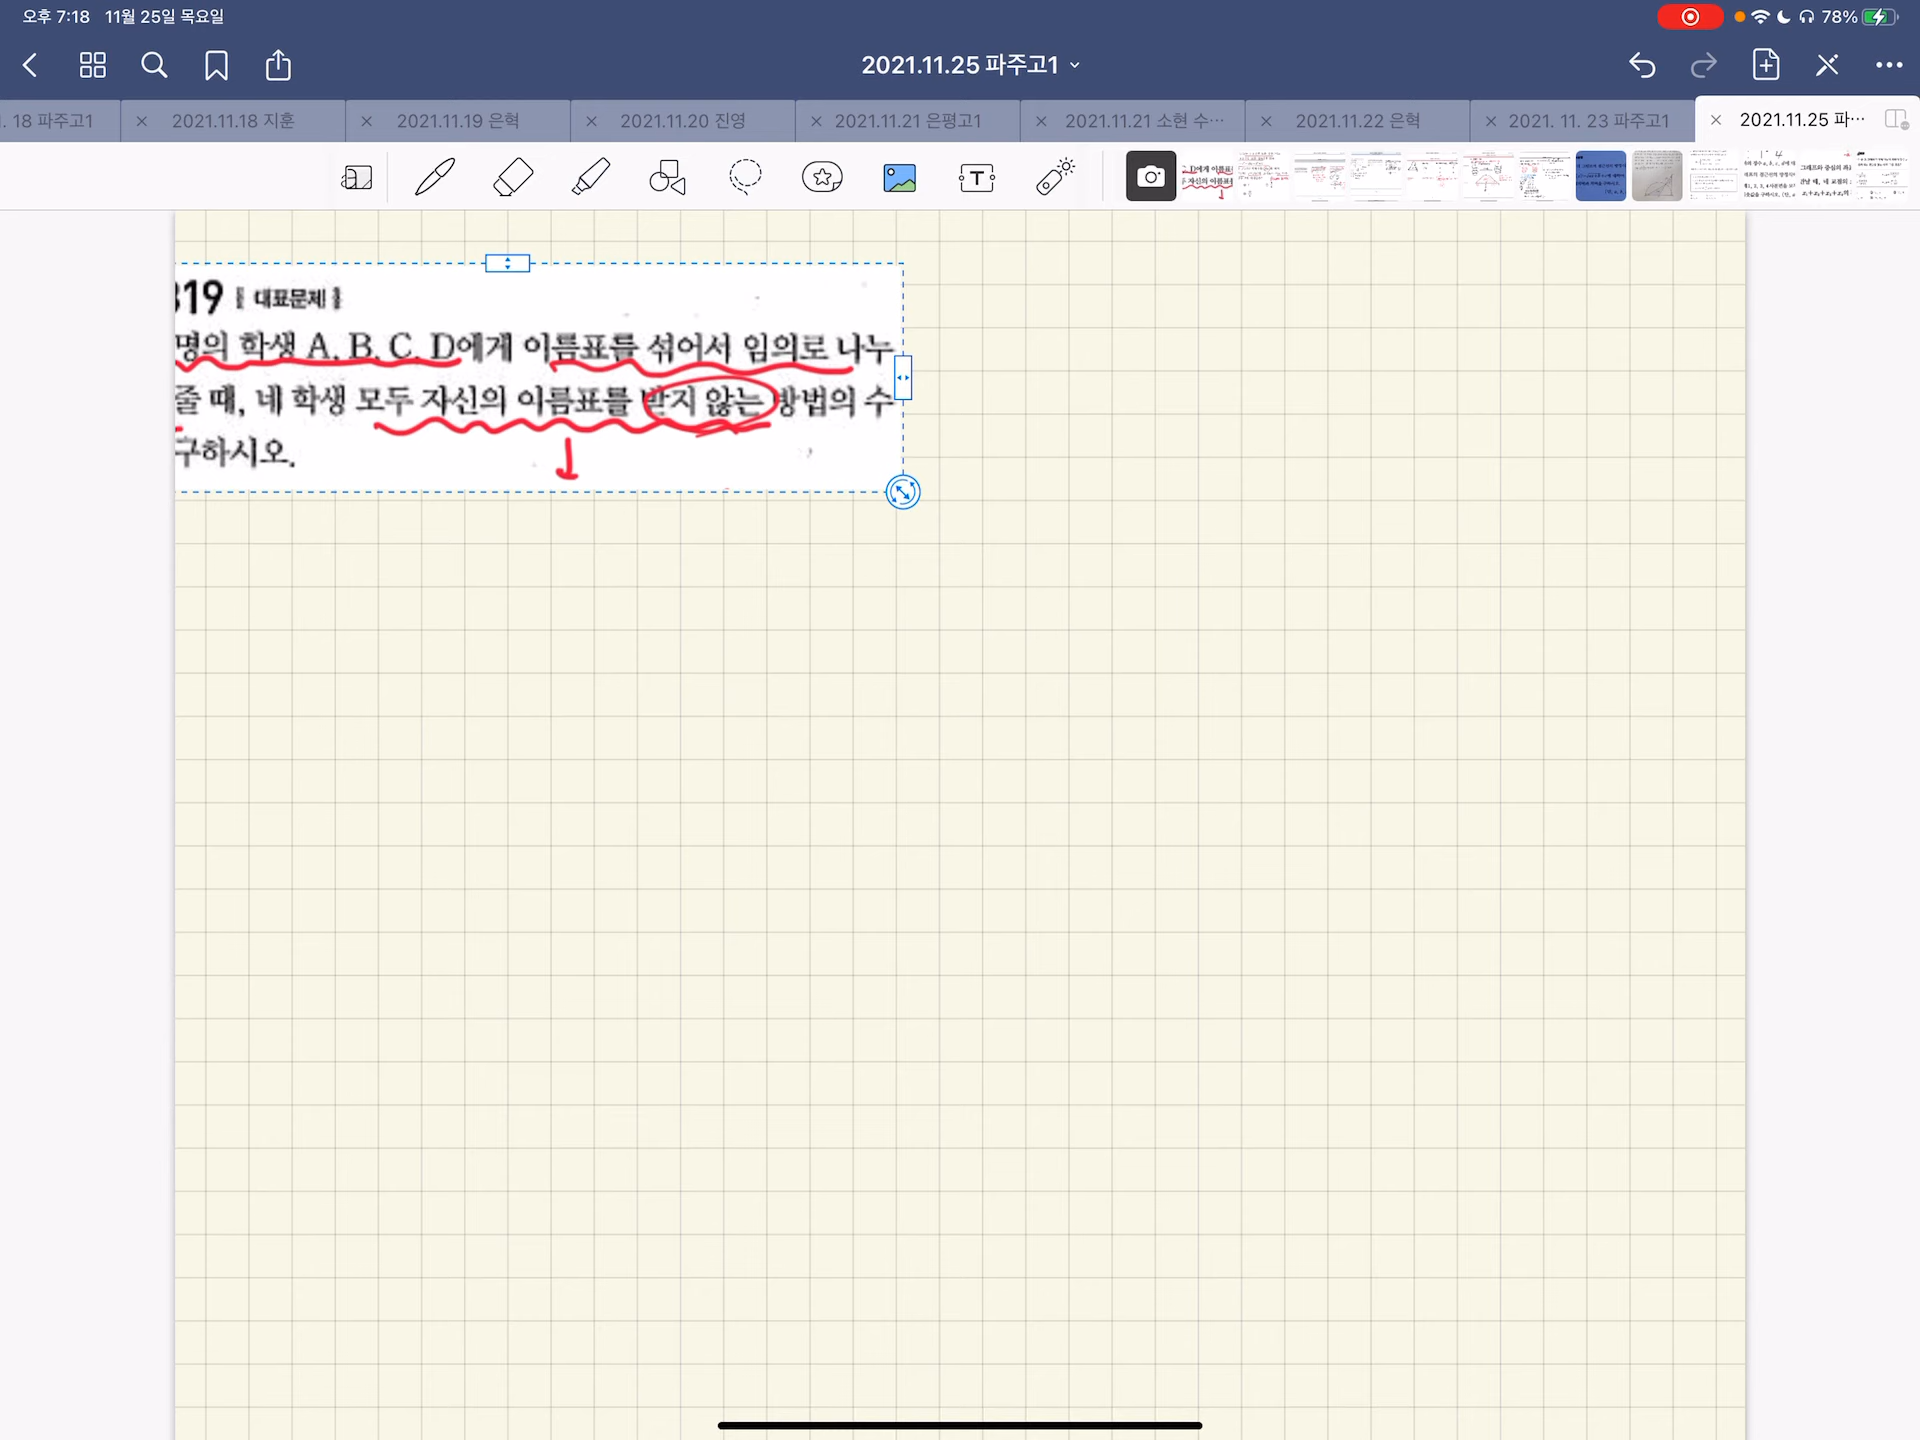 오후 7:18 11월 25일 목요일
78%
2021.11.25 파주고1
. 18 파주고1
2021.11.18 지훈
2021.11.19 은혁
2021.11.20 진영
2021.11.21 은평고1
2021.11.21 소현 수…
2021.11.22 은혁
2021. 11. 23 파주고1
2021.11.25 파…
19 대표문제
명의 학생 A, B, C, D에게 이름표를 섞어서 임의로 나누
줄 때, 네 학생 모두 자신의 이름표를 받지 않는 방법의 수
구하시오.